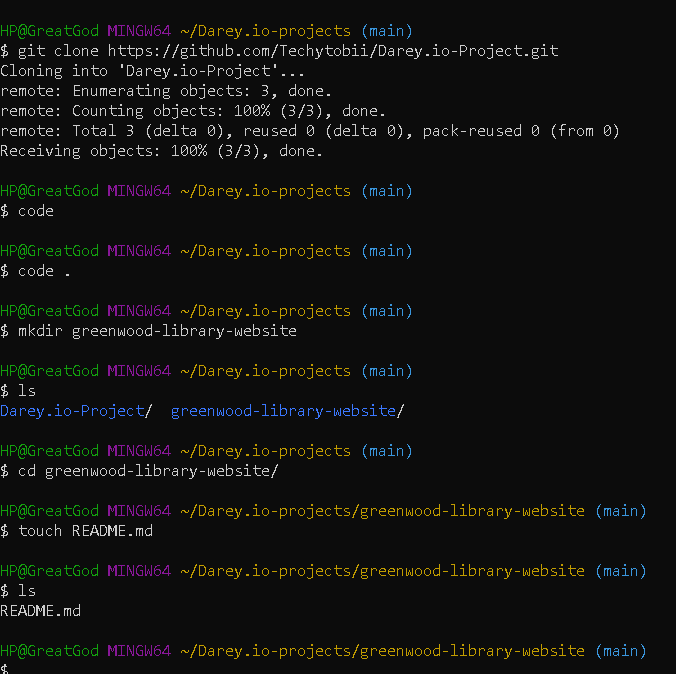 HP@GreatGod MINGW64 ~/Darey.io-projects (main)
$ git clone https://github.com/Techytobii/Darey.io-Project.git
Cloning into 'Darey.io-Project'...
remote: Enumerating objects: 3, done.
remote: Counting objects: 100% (3/3), done.
remote: Total 3 (delta 0), reused 0 (delta 0), pack-reused 0 (from 0)
Receiving objects: 100% (3/3), done.
HP@GreatGod MINGW64 ~/Darey.io-projects (main)
$ code
HP@GreatGod MINGW64 ~/Darey.io-projects (main)
$ code .
HP@GreatGod MINGW64 ~/Darey.io-projects (main)
$ mkdir greenwood-library-website
HP@GreatGod MINGW64 ~/Darey.io-projects (main)
$ ls
Darey.io-Project/  greenwood-library-website/
HP@GreatGod MINGW64 ~/Darey.io-projects (main)
$ cd greenwood-library-website/
HP@GreatGod MINGW64 ~/Darey.io-projects/greenwood-library-website (main)
$ touch README.md
HP@GreatGod MINGW64 ~/Darey.io-projects/greenwood-library-website (main)
$ ls
README.md
HP@GreatGod MINGW64 ~/Darey.io-projects/greenwood-library-website (main)
$